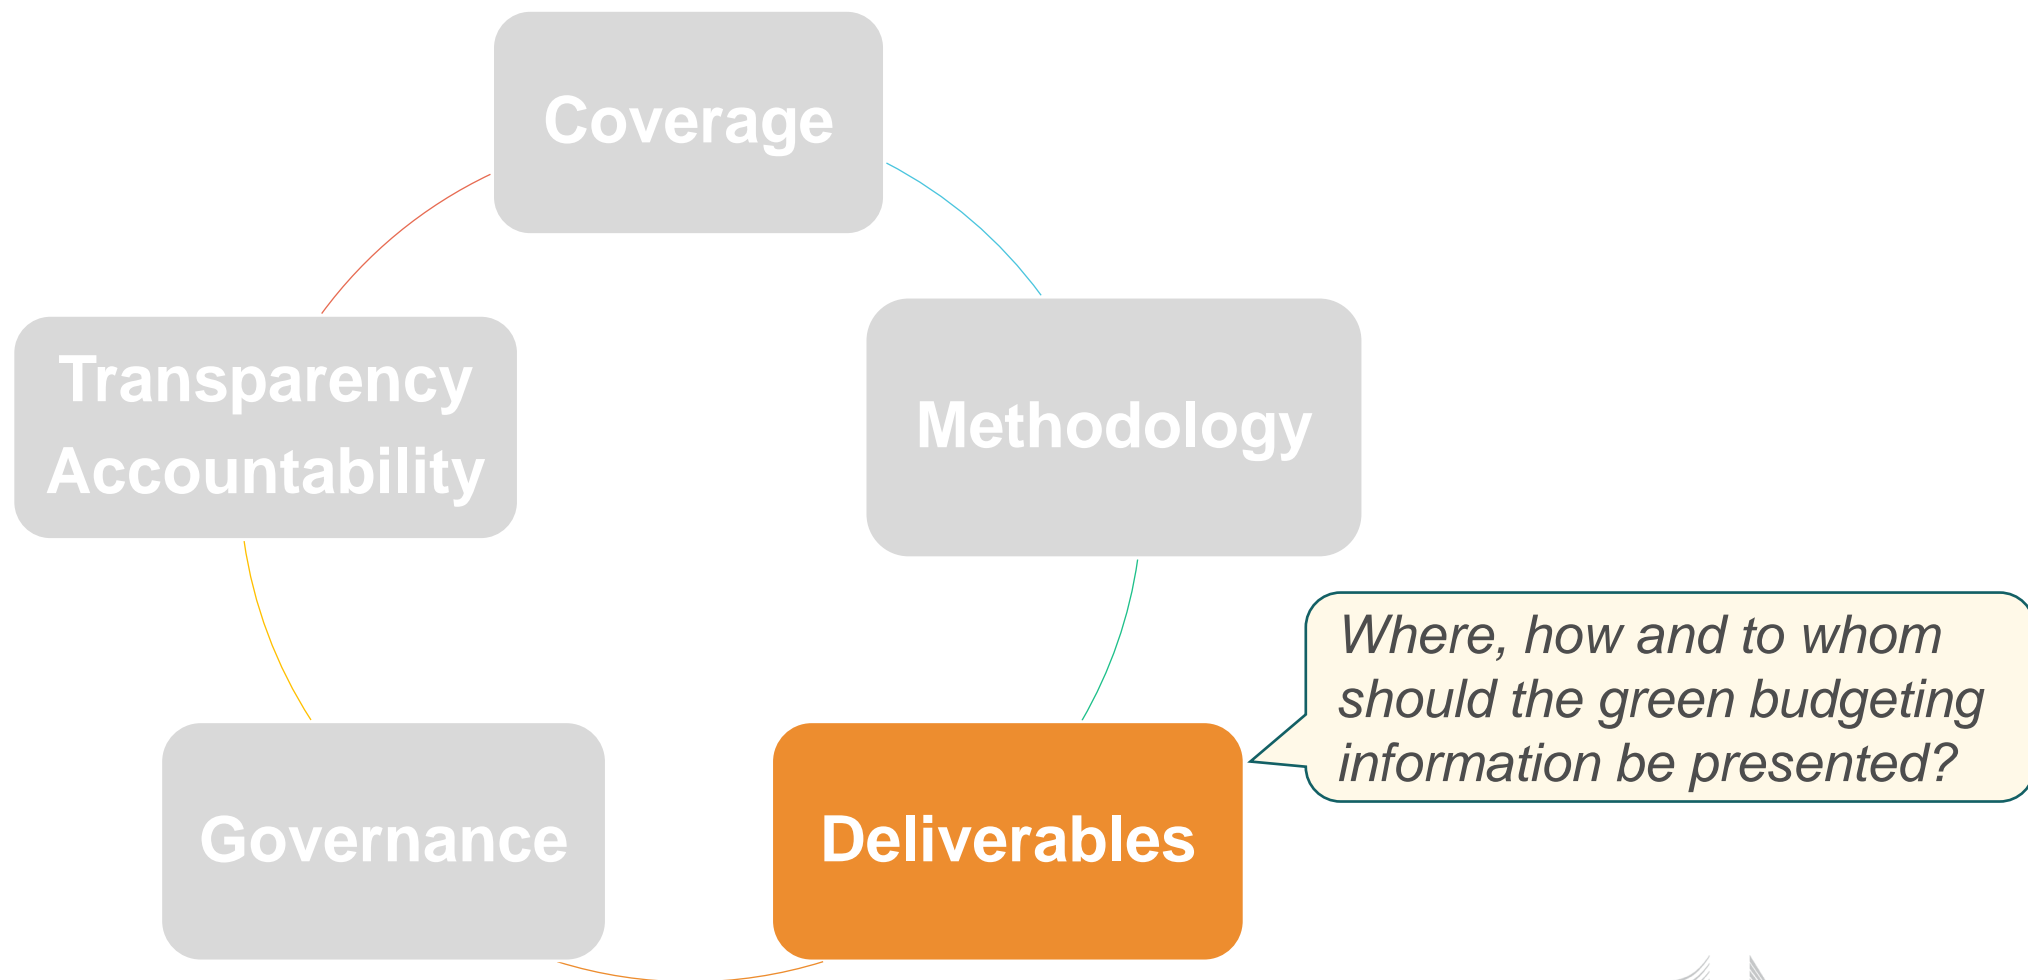 Coverage
Transparency
Accountability
Methodology
Where, how and to whom
should the green budgeting
information be presented?
Governance
Deliverables